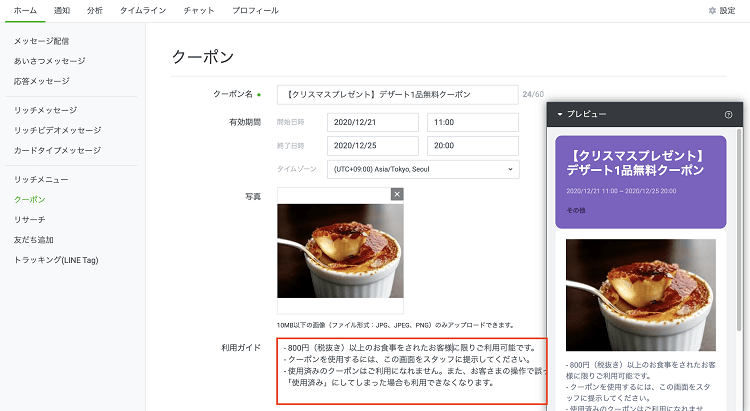 ホーム 通知 分析 タイムライン チャット プロフィール 設定
メッセージ配信
あいさつメッセージ
応答メッセージ
リッチメッセージ
リッチビデオメッセージ
カードタイプメッセージ
リッチメニュー
クーポン
リサーチ
友だち追加
トラッキング(LINE Tag)
クーポン
クーポン名 【クリスマスプレゼント】デザート1品無料クーポン 24/60
有効期間 開始日時 2020/12/21 11:00
終了日時 2020/12/25 20:00
タイムゾーン (UTC+09:00) Asia/Tokyo, Seoul
写真
10MB以下の画像（ファイル形式：JPG、JPEG、PNG）のみアップロードできます。
利用ガイド
- 800円（税抜き）以上のお食事をされたお客様に限りご利用可能です。
- クーポンを使用するには、この画面をスタッフに提示してください。
- 使用済みのクーポンはご利用になれません。また、お客さまの操作で誤っ
「使用済み」にしてしまった場合も利用できなくなります。
プレビュー
【クリスマスプレゼント】
デザート1品無料クーポン
2020/12/21 11:00 ~ 2020/12/25 20:00
その他
- 800円（税抜き）以上のお食事をされたお客
様に限りご利用可能です。
- クーポンを使用するには、この画面をスタ
ッフに提示してください。
- 使用済みのクーポンはご利用になれませ